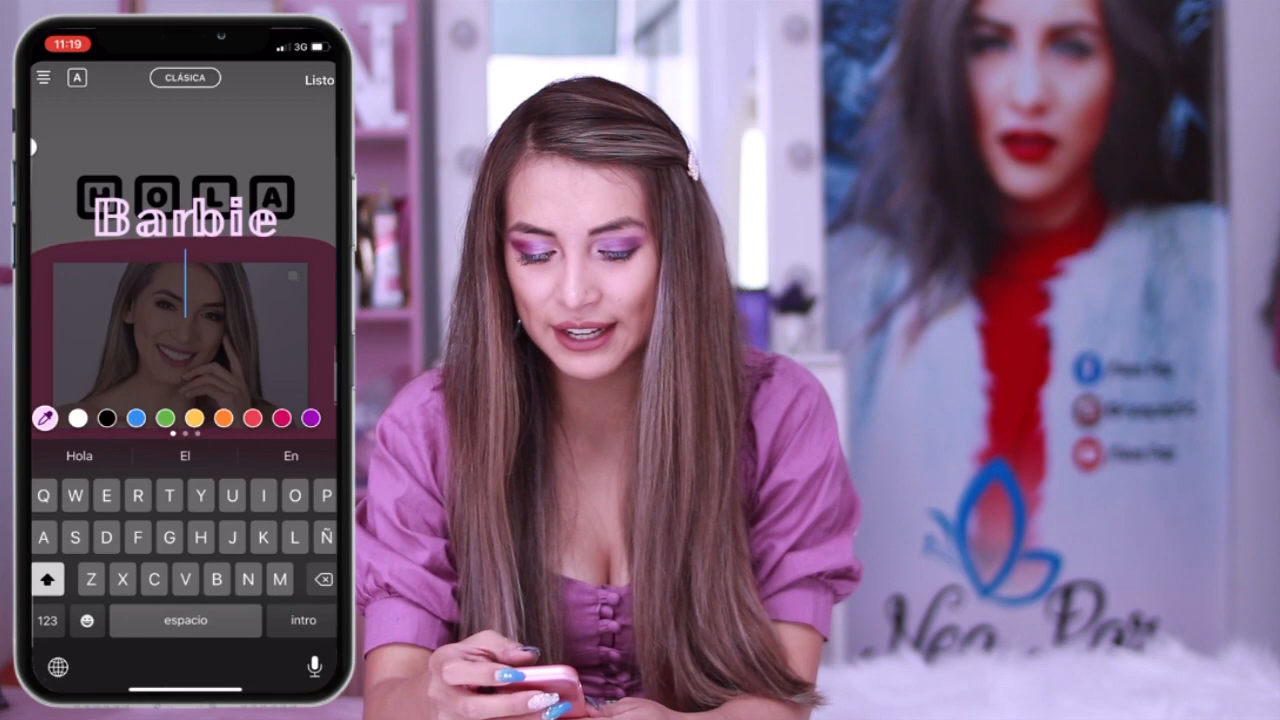 11:19
3G
A
CLÁSICA
Listo
HOLA
Barbie
Hola
El
En
Q W E R T Y U I O P
A S D F G H J K L Ñ
Z X C V B N M
123
espacio
intro